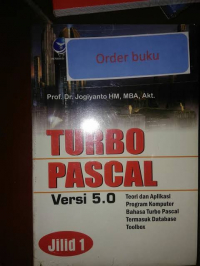 Order buku
Prof. Dr. Jogiyanto HM, MBA, Akt.
TURBO
PASCAL
Versi 5.0
Teori dan Aplikasi
Program Komputer
Bahasa Turbo Pascal
Termasuk Database
Toolbox
Jilid 1